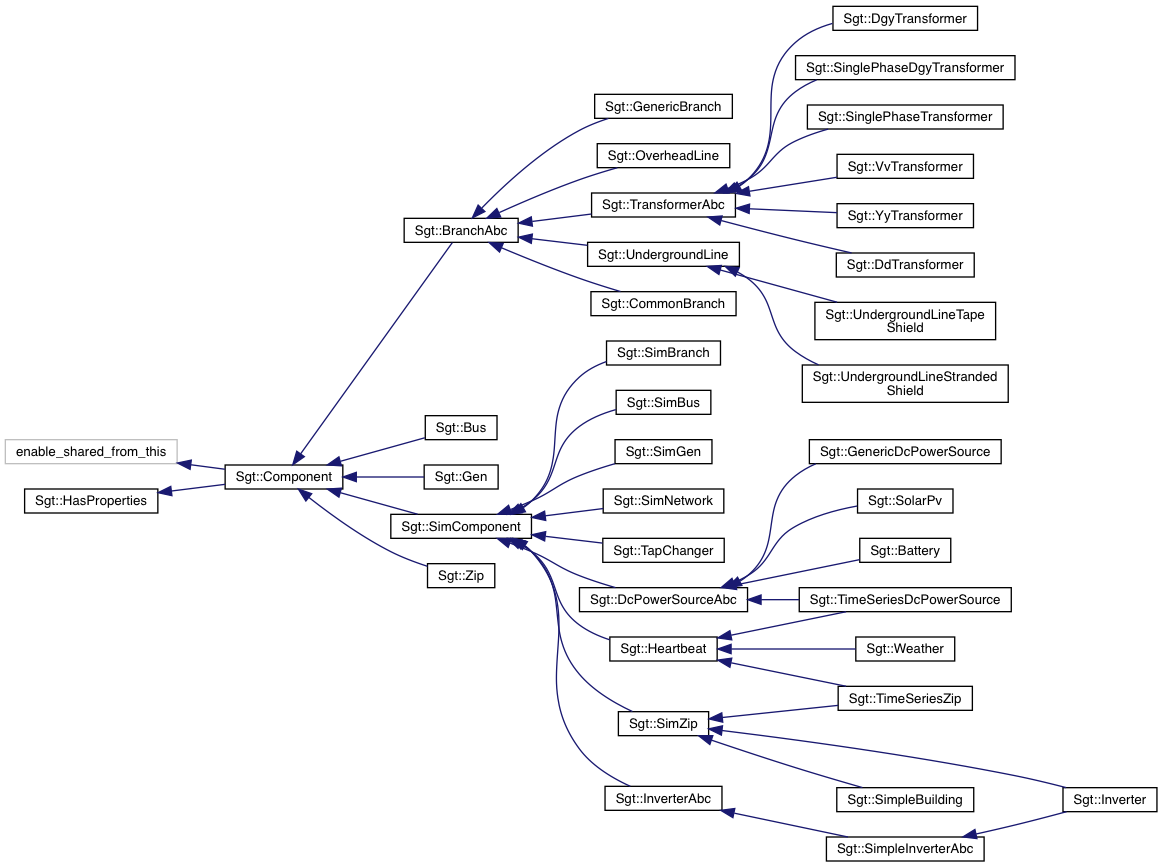 Sgt::DgyTransformer
Sgt::SinglePhaseDgyTransformer
Sgt::GenericBranch
Sgt::SinglePhaseTransformer
Sgt::OverheadLine
Sgt::VvTransformer
Sgt::TransformerAbc
Sgt::YyTransformer
Sgt::BranchAbc
Sgt::UndergroundLine
Sgt::DdTransformer
Sgt::CommonBranch
Sgt::UndergroundLineTape
Shield
Sgt::SimBranch
Sgt::UndergroundLineStranded
Shield
Sgt::SimBus
Sgt::Bus
enable_shared_from_this
Sgt::SimGen
Sgt::GenericDcPowerSource
Sgt::Component
Sgt::Gen
Sgt::HasProperties
Sgt::SimNetwork
Sgt::SolarPv
Sgt::SimComponent
Sgt::TapChanger
Sgt::Battery
Sgt::Zip
Sgt::DcPowerSourceAbc
Sgt::TimeSeriesDcPowerSource
Sgt::Heartbeat
Sgt::Weather
Sgt::TimeSeriesZip
Sgt::SimZip
Sgt::InverterAbc
Sgt::SimpleBuilding
Sgt::Inverter
Sgt::SimpleInverterAbc